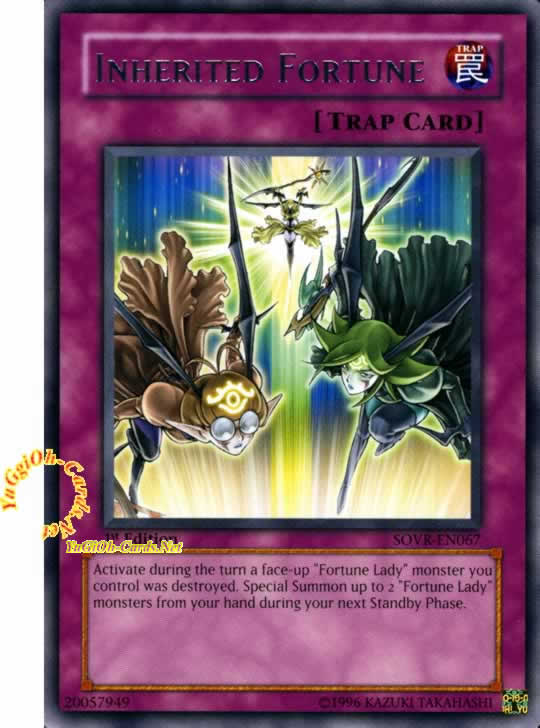 INHERITED FORTUNE
TRAP
罠
[TRAP CARD]
YuGgiOh-Cards.Net
1st Edition
SOVR-EN067
YuGiOh-Cards.Net
Activate during the turn a face-up "Fortune Lady" monster you
control was destroyed. Special Summon up to 2 "Fortune Lady"
monsters from your hand during your next Standby Phase.
20057949
©1996 KAZUKI TAKAHASHI